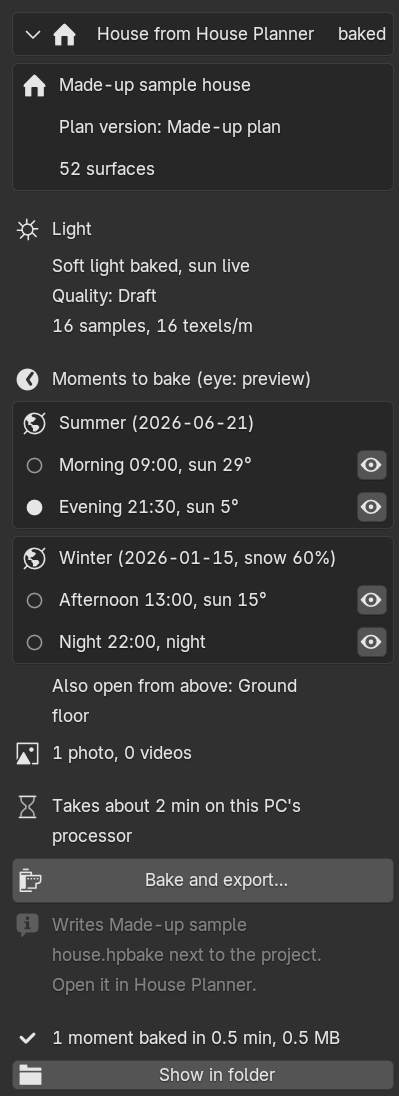 House from House Planner baked
Made-up sample house
Plan version: Made-up plan
52 surfaces
Light
Soft light baked, sun live
Quality: Draft
16 samples, 16 texels/m
Moments to bake (eye: preview)
Summer (2026-06-21)
Morning 09:00, sun 29°
Evening 21:30, sun 5°
Winter (2026-01-15, snow 60%)
Afternoon 13:00, sun 15°
Night 22:00, night
Also open from above: Ground
floor
1 photo, 0 videos
Takes about 2 min on this PC's
processor
Bake and export...
Writes Made-up sample
house.hpbake next to the project.
Open it in House Planner.
1 moment baked in 0.5 min, 0.5 MB
Show in folder